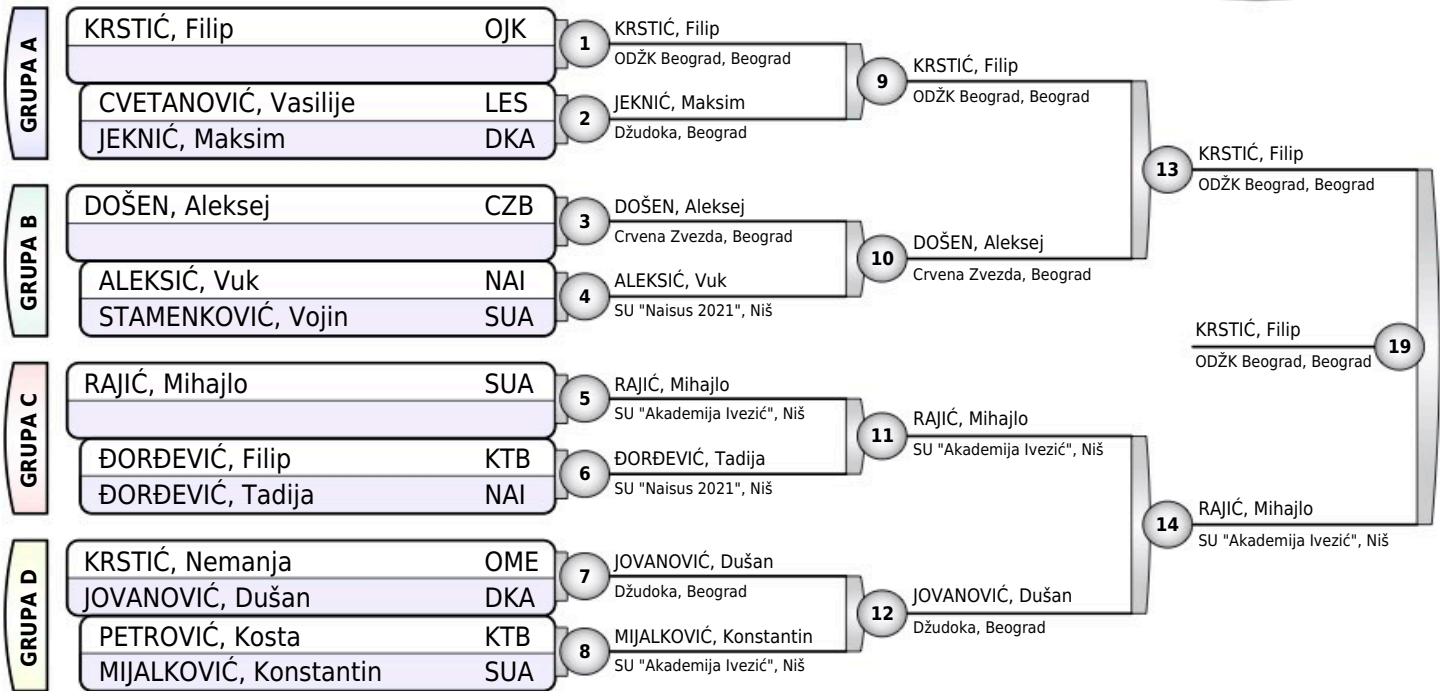 GRUPA A
KRSTIĆ, Filip OJK
CVETANOVIĆ, Vasilije LES
JEKNIĆ, Maksim DKA
GRUPA B
DOŠEN, Aleksej CZB
ALEKSIĆ, Vuk NAI
STAMENKOVIĆ, Vojin SUA
GRUPA C
RAJIĆ, Mihajlo SUA
ĐORĐEVIĆ, Filip KTB
ĐORĐEVIĆ, Tadija NAI
GRUPA D
KRSTIĆ, Nemanja OME
JOVANOVIĆ, Dušan DKA
PETROVIĆ, Kosta KTB
MIJALKOVIĆ, Konstantin SUA
1
KRSTIĆ, Filip
ODŽK Beograd, Beograd
2
JEKNIĆ, Maksim
Džudoka, Beograd
3
DOŠEN, Aleksej
Crvena Zvezda, Beograd
4
ALEKSIĆ, Vuk
SU "Naisus 2021", Niš
5
RAJIĆ, Mihajlo
SU "Akademija Ivezić", Niš
6
ĐORĐEVIĆ, Tadija
SU "Naisus 2021", Niš
7
JOVANOVIĆ, Dušan
Džudoka, Beograd
8
MIJALKOVIĆ, Konstantin
SU "Akademija Ivezić", Niš
9
KRSTIĆ, Filip
ODŽK Beograd, Beograd
10
DOŠEN, Aleksej
Crvena Zvezda, Beograd
11
RAJIĆ, Mihajlo
SU "Akademija Ivezić", Niš
12
JOVANOVIĆ, Dušan
Džudoka, Beograd
13
KRSTIĆ, Filip
ODŽK Beograd, Beograd
14
RAJIĆ, Mihajlo
SU "Akademija Ivezić", Niš
KRSTIĆ, Filip
ODŽK Beograd, Beograd
19